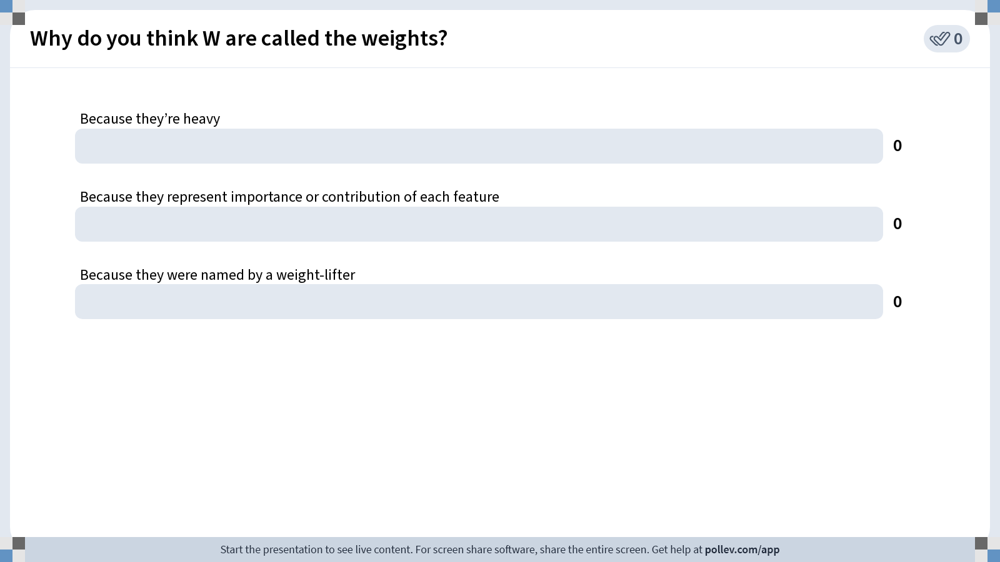 Why do you think W are called the weights?
0
Because they’re heavy
0
Because they represent importance or contribution of each feature
0
Because they were named by a weight-lifter
0
Start the presentation to see live content. For screen share software, share the entire screen. Get help at pollev.com/app